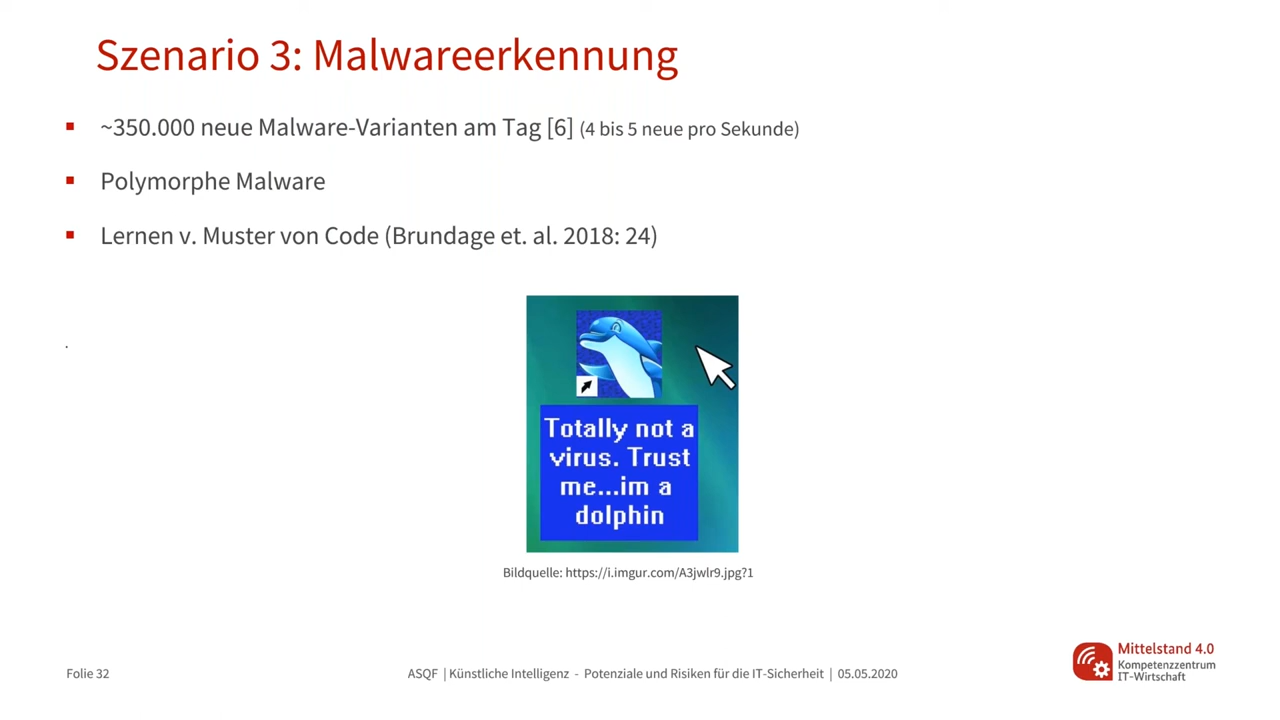 Szenario 3: Malwareerkennung
~350.000 neue Malware-Varianten am Tag [6] (4 bis 5 neue pro Sekunde)
Polymorphe Malware
Lernen v. Muster von Code (Brundage et. al. 2018: 24)
.
Totally not a
virus. Trust
me...im a
dolphin
Bildquelle: https://i.imgur.com/A3jwlr9.jpg?1
Folie 32
ASQF | Künstliche Intelligenz - Potenziale und Risiken für die IT-Sicherheit | 05.05.2020
Mittelstand 4.0
Kompetenzzentrum
IT-Wirtschaft